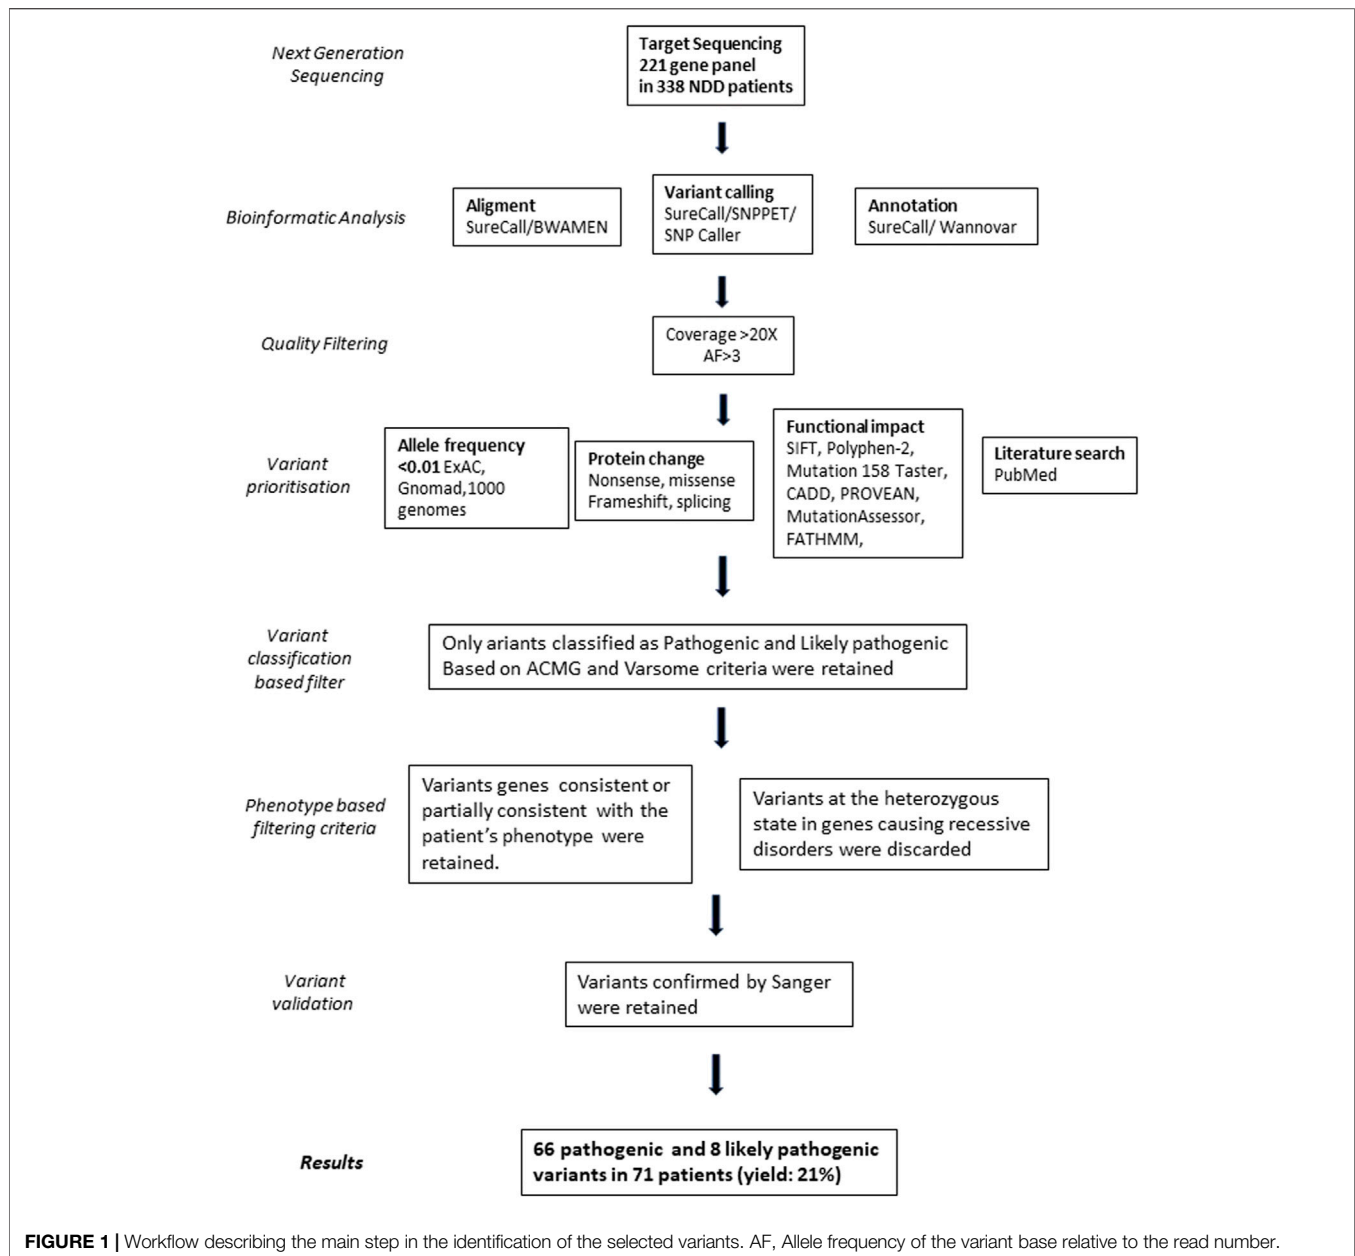 Next Generation
Sequencing
Target Sequencing
221 gene panel
in 338 NDD patients
Bioinformatic Analysis
Aligment
SureCall/BWAMEN
Variant calling
SureCall/SNPPET/
SNP Caller
Annotation
SureCall/ Wannovar
Quality Filtering
Coverage >20X
AF>3
Variant
prioritisation
Allele frequency
<0.01 ExAC,
Gnomad,1000
genomes
Protein change
Nonsense, missense
Frameshift, splicing
Functional impact
SIFT, Polyphen-2,
Mutation 158 Taster,
CADD, PROVEAN,
MutationAssessor,
FATHMM,
Literature search
PubMed
Variant
classification
based filter
Only ariants classified as Pathogenic and Likely pathogenic
Based on ACMG and Varsome criteria were retained
Phenotype based
filtering criteria
Variants genes consistent or
partially consistent with the
patient's phenotype were
retained.
Variants at the heterozygous
state in genes causing recessive
disorders were discarded
Variant
validation
Variants confirmed by Sanger
were retained
Results
66 pathogenic and 8 likely pathogenic
variants in 71 patients (yield: 21%)
FIGURE 1 | Workflow describing the main step in the identification of the selected variants. AF, Allele frequency of the variant base relative to the read number.